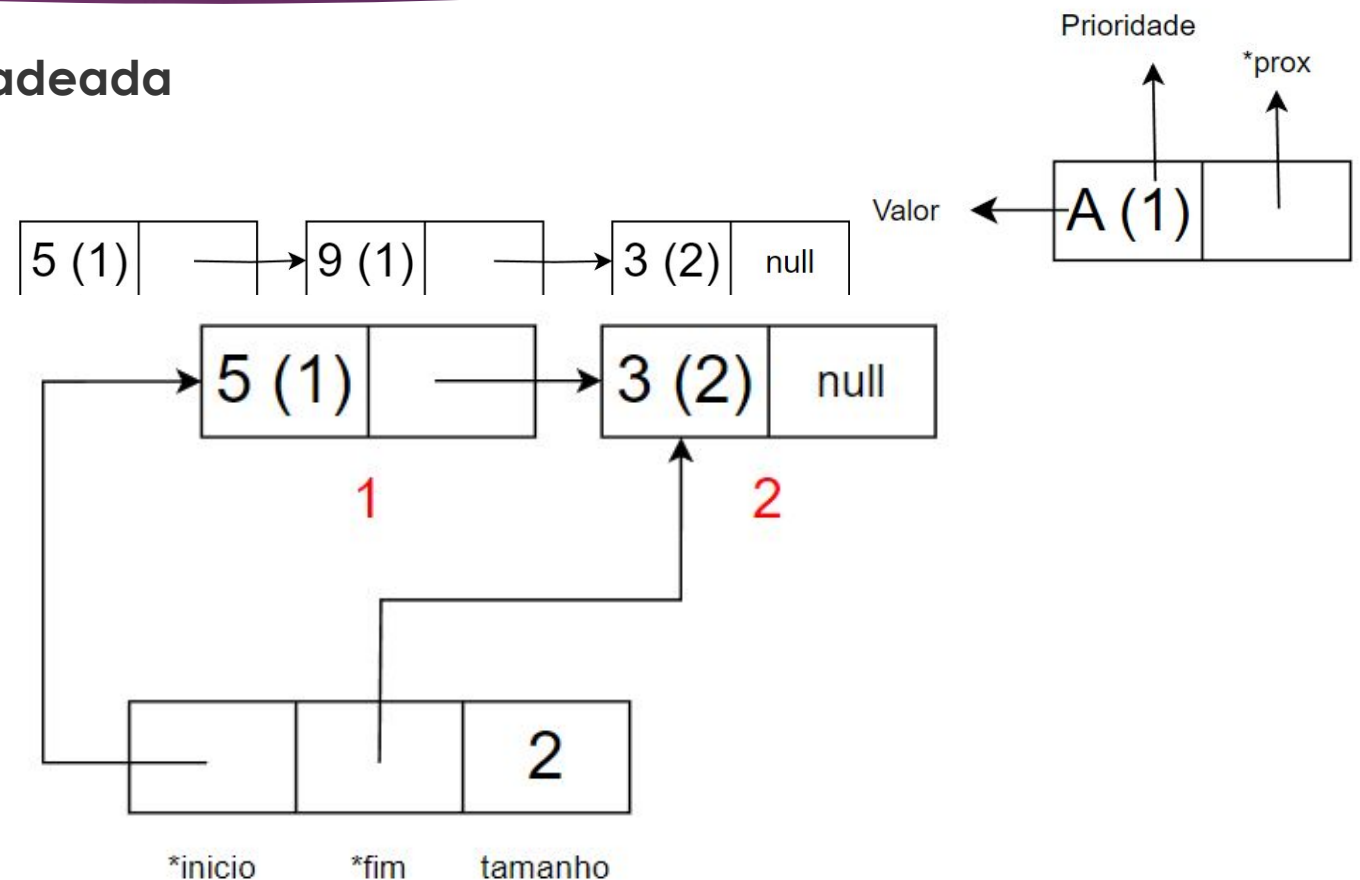 Prioridade
*prox
Valor
A (1)
5 (1)
9 (1)
3 (2)
null
5 (1)
3 (2)
null
1
2
2
*inicio
*fim
tamanho